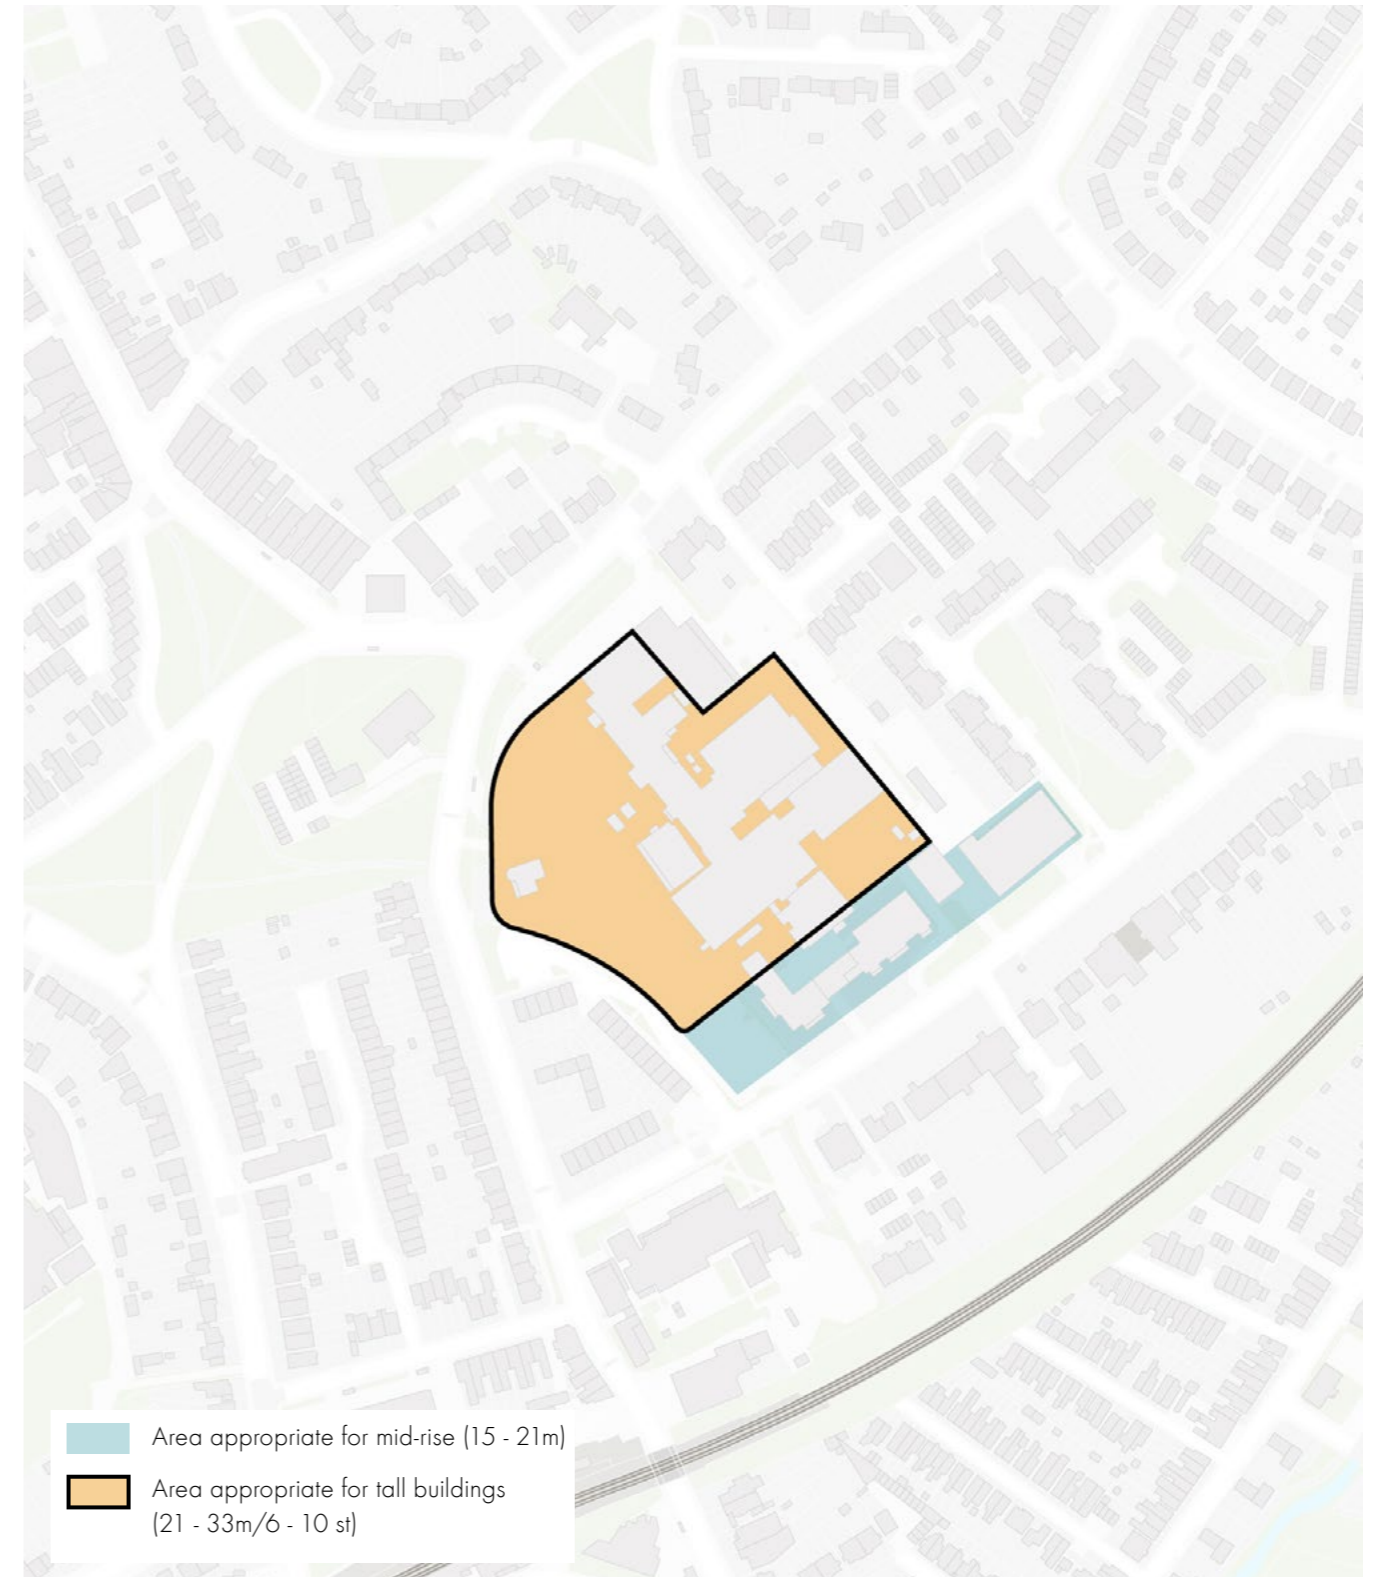 Area appropriate for mid-rise (15 - 21m)
Area appropriate for tall buildings
(21 - 33m/6 - 10 st)